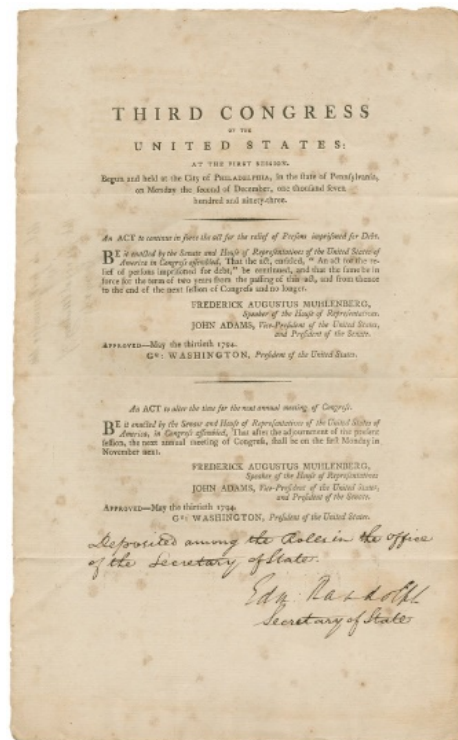 THIRD CONGRESS
OF THE
UNITED STATES:
AT THE FIRST SESSION,
Begun and held at the City of PHILADELPHIA, in the state of Pennsylvania,
on Monday the second of December, one thousand seven
hundred and ninety-three.
An ACT to continue in force the act for the relief of Persons imprisoned for Debt.
BE it enacted by the Senate and House of Representatives of the United States of
America in Congress assembled, That the act, entitled, "An act for the re-
lief of persons imprisoned for debt," be continued, and that the same be in
force for the term of two years from the passing of this act, and from thence
to the end of the next session of Congress and no longer.
FREDERICK AUGUSTUS MUHLENBERG,
Speaker of the House of Representatives.
JOHN ADAMS, Vice-President of the United States,
and President of the Senate.
APPROVED—May the thirtieth 1794.
Go: WASHINGTON, President of the United States.
An ACT to alter the time for the next annual meeting of Congress.
BE it enacted by the Senate and House of Representatives of the United States of
America, in Congress assembled, That after the adjournment of the present
session, the next annual meeting of Congress, shall be on the first Monday in
November next.
FREDERICK AUGUSTUS MUHLENBERG,
Speaker of the House of Representatives
JOHN ADAMS, Vice-President of the United States,
and President of the Senate.
APPROVED—May the thirtieth 1794.
Go: WASHINGTON, President of the United States.
Deposited among the Rolls in the office
of the Secretary of State.
Edm: Randolph
Secretary of State